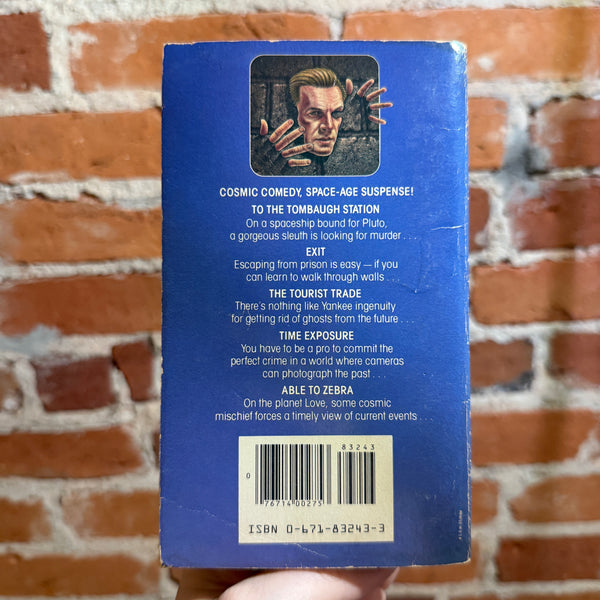 COSMIC COMEDY, SPACE-AGE SUSPENSE!
TO THE TOMBAUGH STATION
On a spaceship bound for Pluto,
a gorgeous sleuth is looking for murder . . .
EXIT
Escaping from prison is easy — if you
can learn to walk through walls . . .
THE TOURIST TRADE
There's nothing like Yankee ingenuity
for getting rid of ghosts from the future . . .
TIME EXPOSURE
You have to be a pro to commit the
perfect crime in a world where cameras
can photograph the past . . .
ABLE TO ZEBRA
On the planet Love, some cosmic
mischief forces a timely view of current events . . .
83243
0
76714 00275
ISBN 0-671-83243-3